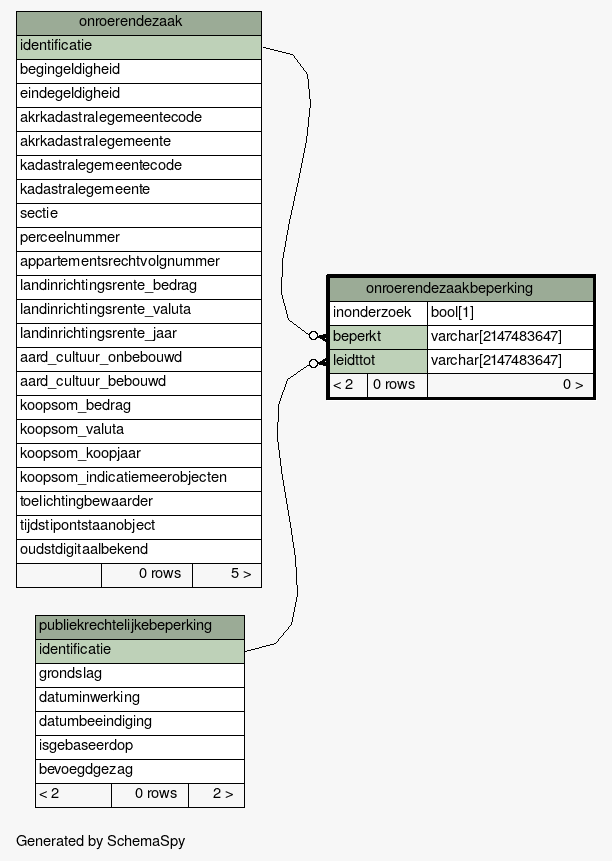 onroerendezaak
identificatie
begingeldigheid
eindegeldigheid
akrkadastralegemeentecode
akrkadastralegemeente
kadastralegemeentecode
kadastralegemeente
sectie
perceelnummer
appartementsrechtvolgnummer
landinrichtingsrente_bedrag
landinrichtingsrente_valuta
landinrichtingsrente_jaar
aard_cultuur_onbebouwd
aard_cultuur_bebouwd
koopsom_bedrag
koopsom_valuta
koopsom_koopjaar
koopsom_indicatiemeerobjecten
toelichtingbewaarder
tijdstipontstaanobject
oudstdigitaalbekend
0 rows 5 >
onroerendezaakbeperking
inonderzoek bool[1]
beperkt varchar[2147483647]
leidttot varchar[2147483647]
< 2 0 rows 0 >
publiekrechtelijkebeperking
identificatie
grondslag
datuminwerking
datumbeeindiging
isgebaseerdop
bevoegdgezag
< 2 0 rows 2 >
Generated by SchemaSpy